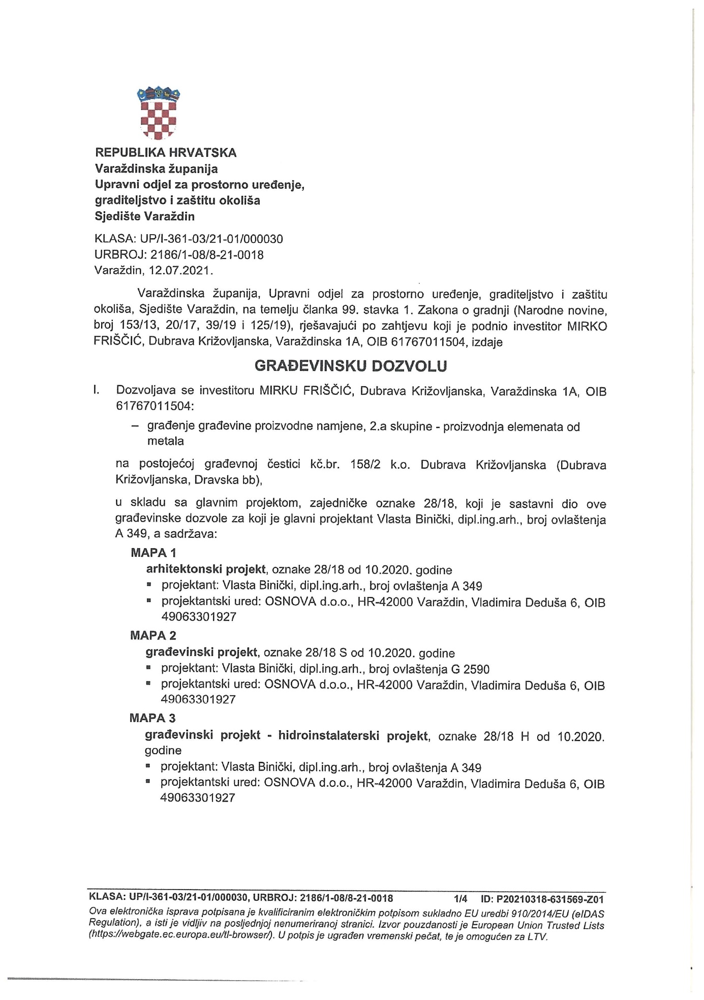 REPUBLIKA HRVATSKA
Varaždinska županija
Upravni odjel za prostorno uređenje,
graditeljstvo i zaštitu okoliša
Sjedište Varaždin
KLASA: UP/I-361-03/21-01/000030
URBROJ: 2186/1-08/8-21-0018
Varaždin, 12.07.2021.
Varaždinska županija, Upravni odjel za prostorno uređenje, graditeljstvo i zaštitu
okoliša, Sjedište Varaždin, na temelju članka 99. stavka 1. Zakona o gradnji (Narodne novine,
broj 153/13, 20/17, 39/19 i 125/19), rješavajući po zahtjevu koji je podnio investitor MIRKO
FRIŠČIĆ, Dubrava Križovljanska, Varaždinska 1A, OIB 61767011504, izdaje
GRAĐEVINSKU DOZVOLU
I. Dozvoljava se investitoru MIRKU FRIŠČIĆ, Dubrava Križovljanska, Varaždinska 1A, OIB
61767011504:
– građenje građevine proizvodne namjene, 2.a skupine - proizvodnja elemenata od
metala
na postojećoj građevnoj čestici kč.br. 158/2 k.o. Dubrava Križovljanska (Dubrava
Križovljanska, Dravska bb),
u skladu sa glavnim projektom, zajedničke oznake 28/18, koji je sastavni dio ove
građevinske dozvole za koji je glavni projektant Vlasta Binički, dipl.ing.arh., broj ovlaštenja
A 349, a sadržava:
MAPA 1
arhitektonski projekt, oznake 28/18 od 10.2020. godine
▪ projektant: Vlasta Binički, dipl.ing.arh., broj ovlaštenja A 349
▪ projektantski ured: OSNOVA d.o.o., HR-42000 Varaždin, Vladimira Deduša 6, OIB
49063301927
MAPA 2
građevinski projekt, oznake 28/18 S od 10.2020. godine
▪ projektant: Vlasta Binički, dipl.ing.arh., broj ovlaštenja G 2590
▪ projektantski ured: OSNOVA d.o.o., HR-42000 Varaždin, Vladimira Deduša 6, OIB
49063301927
MAPA 3
građevinski projekt - hidroinstalaterski projekt, oznake 28/18 H od 10.2020.
godine
▪ projektant: Vlasta Binički, dipl.ing.arh., broj ovlaštenja A 349
▪ projektantski ured: OSNOVA d.o.o., HR-42000 Varaždin, Vladimira Deduša 6, OIB
49063301927
KLASA: UP/I-361-03/21-01/000030, URBROJ: 2186/1-08/8-21-0018 1/4 ID: P20210318-631569-Z01
Ova elektronička isprava potpisana je kvalificiranim elektroničkim potpisom sukladno EU uredbi 910/2014/EU (eIDAS
Regulation), a isti je vidljiv na posljednjoj nenumeriranoj stranici. Izvor pouzdanosti je European Union Trusted Lists
(https://webgate.ec.europa.eu/tl-browser/). U potpis je ugrađen vremenski pečat, te je omogućen za LTV.